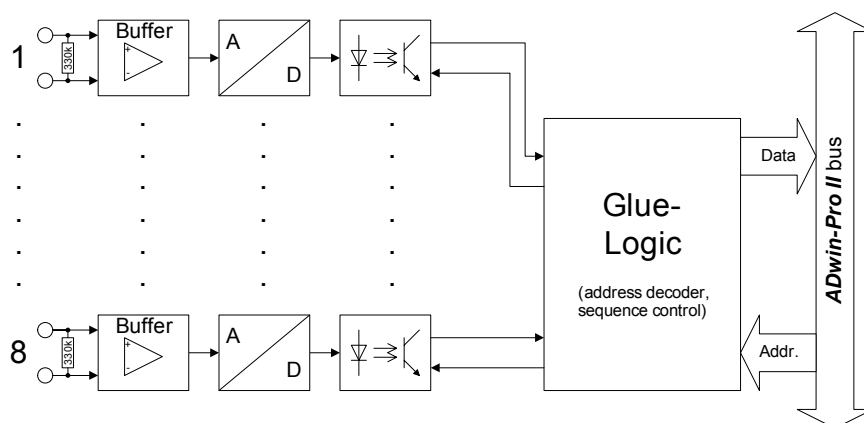 1
330k
Buffer
+
-
A
D
Glue-
Logic
(address decoder,
sequence control)
Data
Addr.
ADwin-Pro II bus
8
330k
Buffer
+
-
A
D